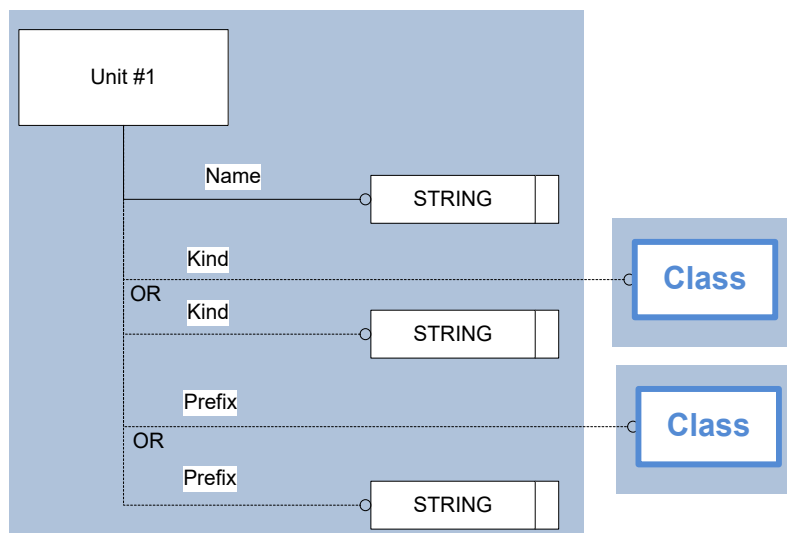 Unit #1
Name
STRING
Kind
Class
OR
Kind
STRING
Prefix
Class
OR
Prefix
STRING